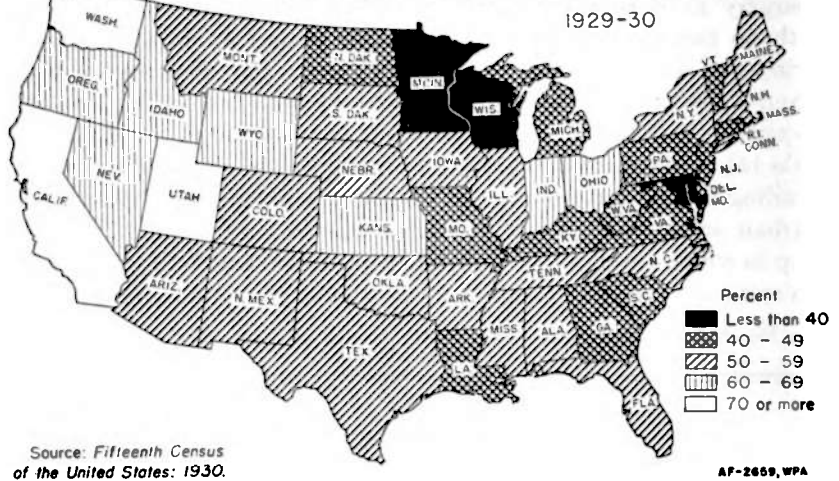 1929-30
WASH.
MONT.
N. DAK.
MINN.
VT.
MAINE
OREG.
IDAHO
S. DAK.
WIS.
MICH.
N.Y.
N.H.
MASS.
R.I.
CONN.
WYO.
NEBR.
IOWA
PA.
N.J.
NEV.
UTAH
ILL.
IND.
OHIO
DEL.
MD.
CALIF.
COLO.
KANS.
MO.
W.VA.
VA.
KY.
ARIZ.
N. MEX.
OKLA.
ARK.
TENN.
N.C.
S.C.
TEX.
LA.
MISS.
ALA.
GA.
FLA.
Percent
Less than 40
40 - 49
50 - 59
60 - 69
70 or more
Source: Fifteenth Census
of the United States: 1930.
AF-2659, WPA